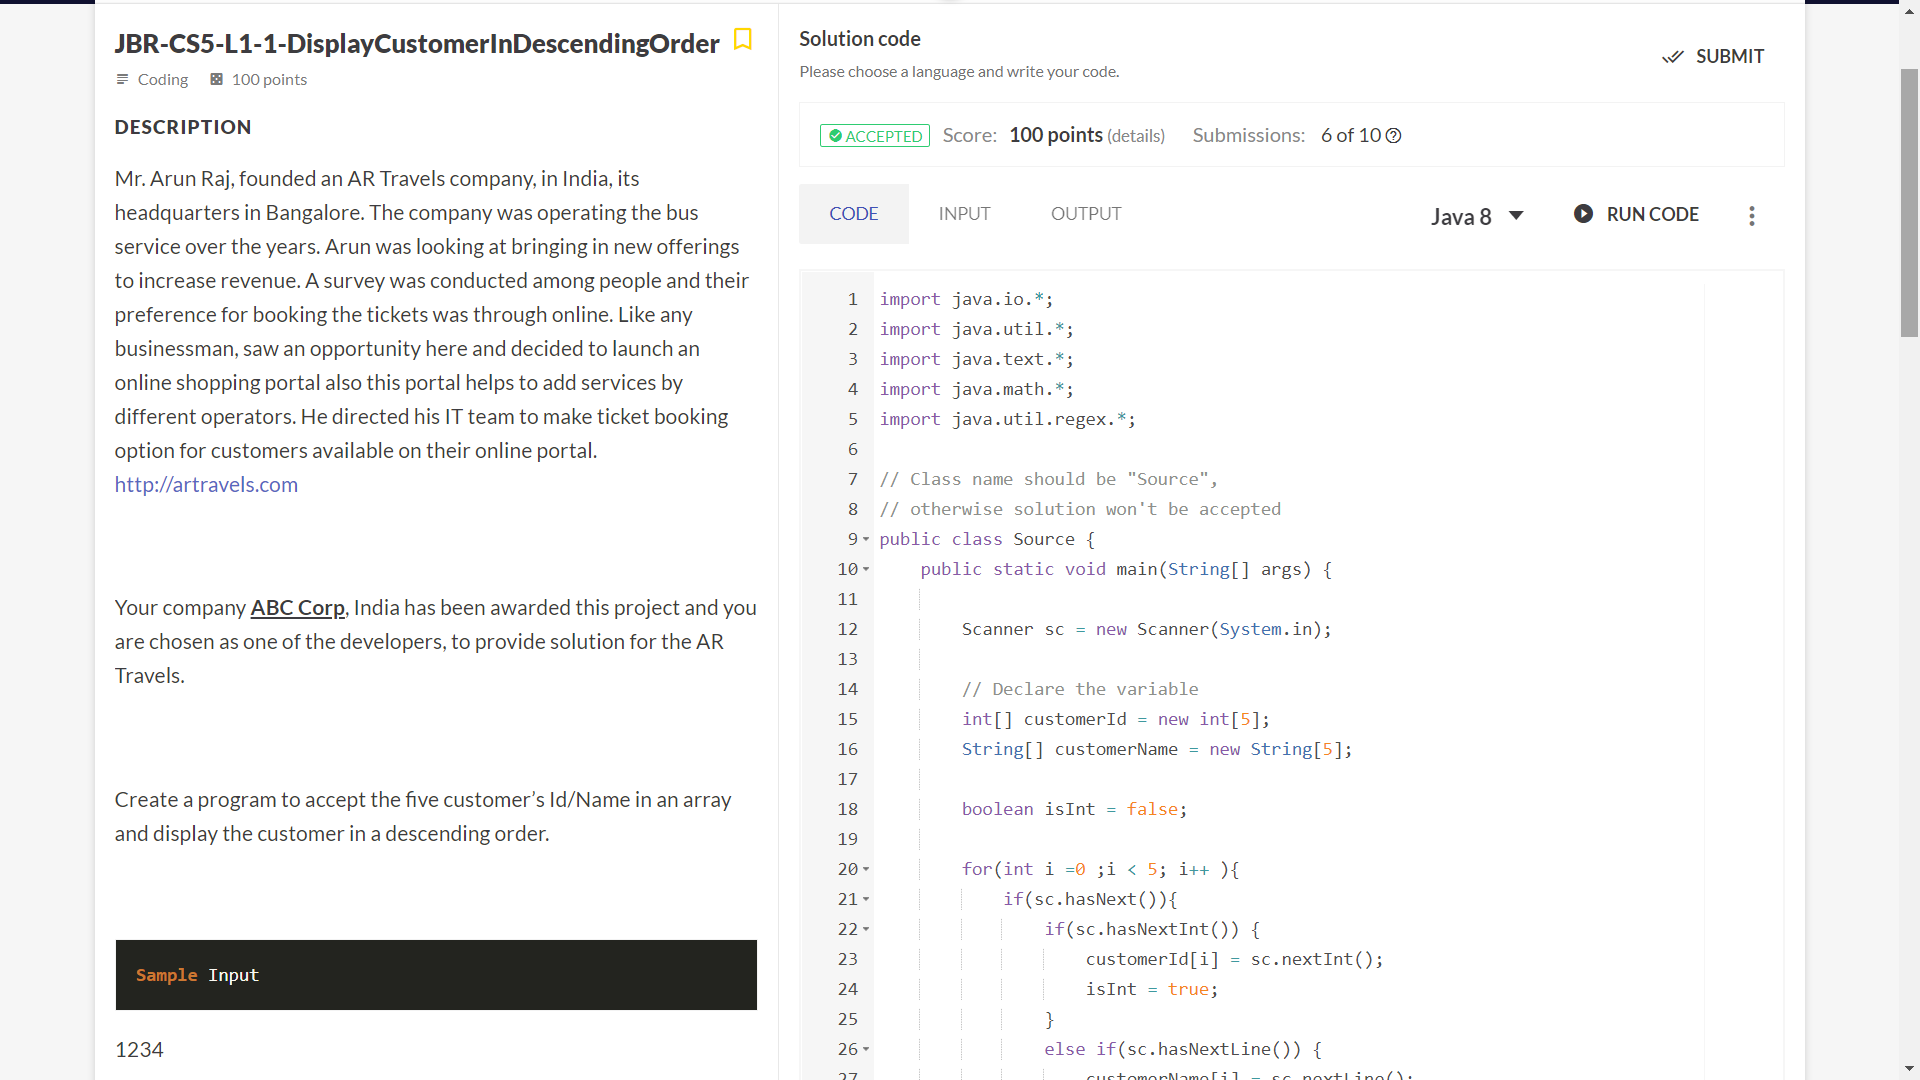 JBR-CS5-L1-1-DisplayCustomerInDescendingOrder
Coding 100 points
DESCRIPTION
Mr. Arun Raj, founded an AR Travels company, in India, its
headquarters in Bangalore. The company was operating the bus
service over the years. Arun was looking at bringing in new offerings
to increase revenue. A survey was conducted among people and their
preference for booking the tickets was through online. Like any
businessman, saw an opportunity here and decided to launch an
online shopping portal also this portal helps to add services by
different operators. He directed his IT team to make ticket booking
option for customers available on their online portal.
http://artravels.com
Your company ABC Corp, India has been awarded this project and you
are chosen as one of the developers, to provide solution for the AR
Travels.
Create a program to accept the five customer’s Id/Name in an array
and display the customer in a descending order.
Sample Input
1234
Solution code
Please choose a language and write your code.
SUBMIT
ACCEPTED Score: 100 points (details) Submissions: 6 of 10
CODE INPUT OUTPUT Java 8 RUN CODE
1 import java.io.*;
2 import java.util.*;
3 import java.text.*;
4 import java.math.*;
5 import java.util.regex.*;
6
7 // Class name should be "Source",
8 // otherwise solution won't be accepted
9 public class Source {
10 public static void main(String[] args) {
11
12 Scanner sc = new Scanner(System.in);
13
14 // Declare the variable
15 int[] customerId = new int[5];
16 String[] customerName = new String[5];
17
18 boolean isInt = false;
19
20 for(int i =0 ;i < 5; i++ ){
21 if(sc.hasNext()){
22 if(sc.hasNextInt()) {
23 customerId[i] = sc.nextInt();
24 isInt = true;
25 }
26 else if(sc.hasNextLine()) {
27 customerName[i] = sc.nextLine();